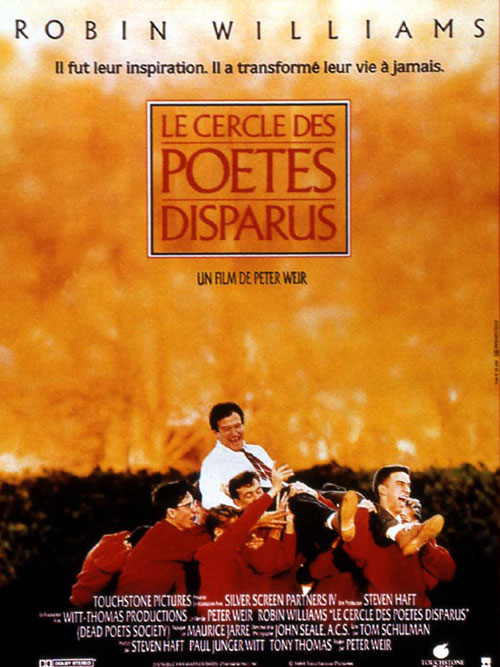 ROBIN WILLIAMS
Il fut leur inspiration. Il a transformé leur vie à jamais.
LE CERCLE DES
POETES
DISPARUS
UN FILM DE PETER WEIR
TOUCHSTONE PICTURES SILVER SCREEN PARTNERS IV STEVEN HAFT
WITT-THOMAS PRODUCTIONS PETER WEIR ROBIN WILLIAMS "LE CERCLE DES POETES DISPARUS"
(DEAD POETS SOCIETY) MAURICE JARRE JOHN SEALE, A.C.S. TOM SCHULMAN
STEVEN HAFT PAUL JUNGER WITT TONY THOMAS PETER WEIR
DOLBY STEREO
TOUCHSTONE